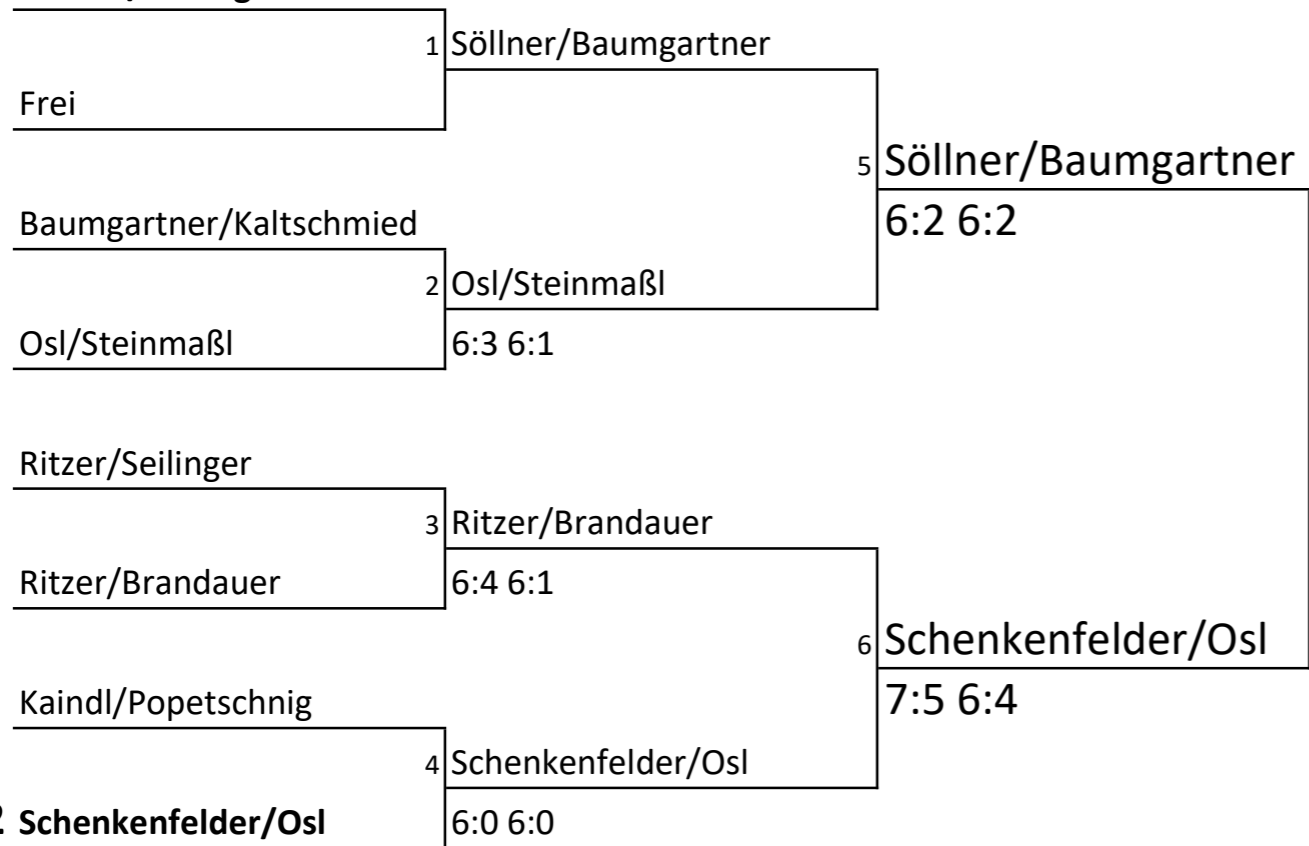 1 Söllner/Baumgartner
Frei
5 Söllner/Baumgartner
Baumgartner/Kaltschmied
6:2 6:2
2 Osl/Steinmaßl
Osl/Steinmaßl
6:3 6:1
Ritzer/Seilinger
3 Ritzer/Brandauer
Ritzer/Brandauer
6:4 6:1
6 Schenkenfelder/Osl
Kaindl/Popetschnig
7:5 6:4
4 Schenkenfelder/Osl
Schenkenfelder/Osl
6:0 6:0